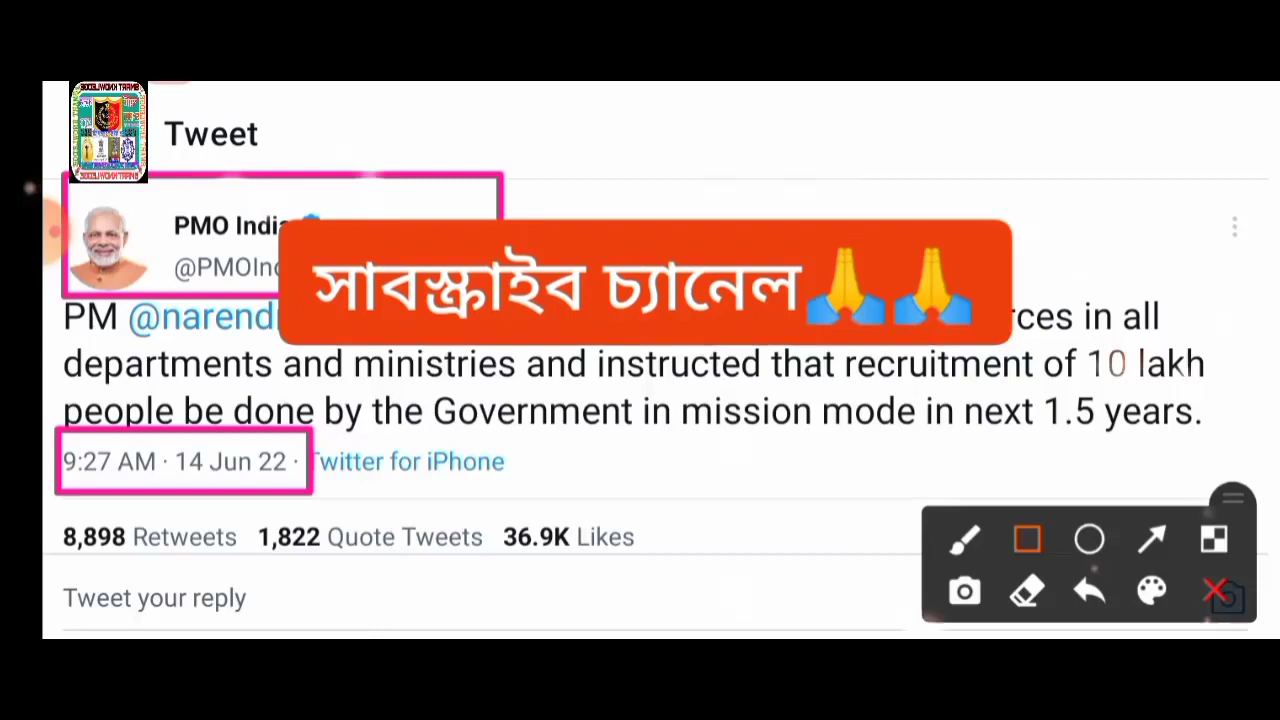 Tweet
PMO India
@PMOInd
সাবস্ক্রাইব চ্যানেল🙏🙏
PM @narend rces in all
departments and ministries and instructed that recruitment of 10 lakh
people be done by the Government in mission mode in next 1.5 years.
9:27 AM · 14 Jun 22 · Twitter for iPhone
8,898 Retweets 1,822 Quote Tweets 36.9K Likes
Tweet your reply